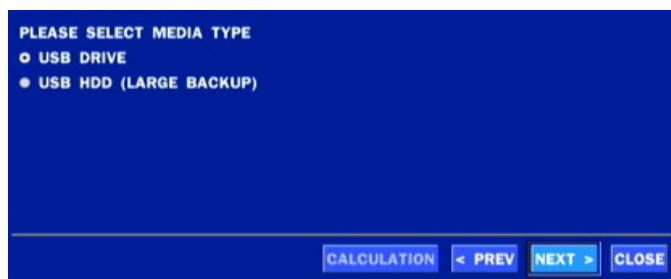 PLEASE SELECT MEDIA TYPE
USB DRIVE
USB HDD (LARGE BACKUP)
CALCULATION < PREV NEXT > CLOSE